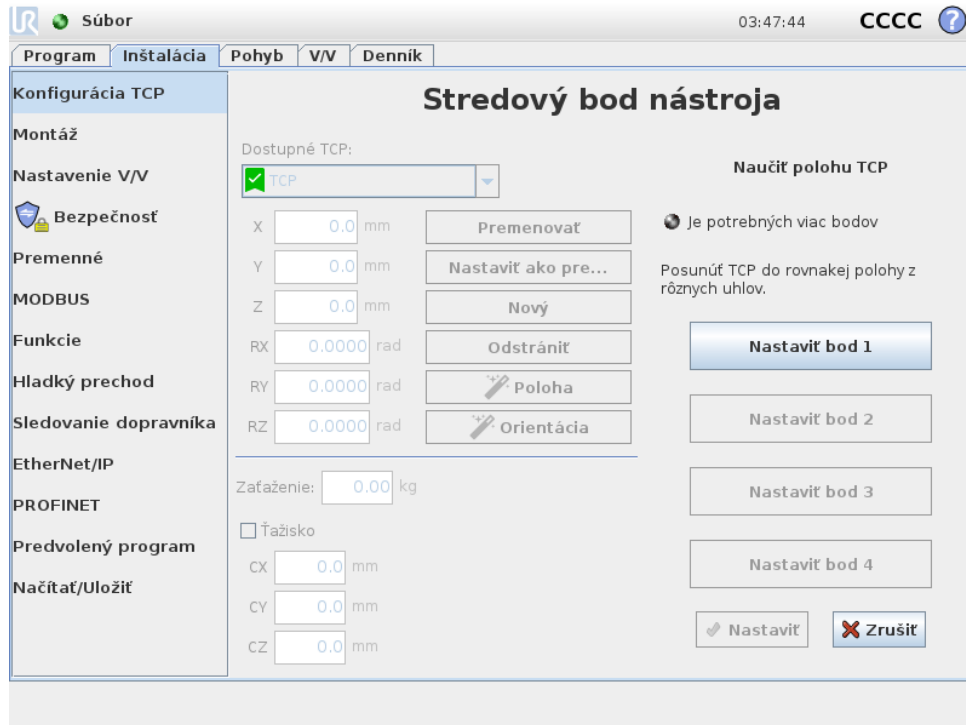 UR Súbor 03:47:44 CCCC ?
Program Inštalácia Pohyb V/V Denník
Konfigurácia TCP
Montáž
Nastavenie V/V
Bezpečnosť
Premenné
MODBUS
Funkcie
Hladký prechod
Sledovanie dopravníka
EtherNet/IP
PROFINET
Predvolený program
Načítať/Uložiť
Stredový bod nástroja
Dostupné TCP:
TCP
X 0.0 mm Premenovať
Y 0.0 mm Nastaviť ako pre...
Z 0.0 mm Nový
RX 0.0000 rad Odstrániť
RY 0.0000 rad Poloha
RZ 0.0000 rad Orientácia
Zaťaženie: 0.00 kg
Ťažisko
CX 0.0 mm
CY 0.0 mm
CZ 0.0 mm
Naučiť polohu TCP
Je potrebných viac bodov
Posunúť TCP do rovnakej polohy z
rôznych uhlov.
Nastaviť bod 1
Nastaviť bod 2
Nastaviť bod 3
Nastaviť bod 4
Nastaviť Zrušiť